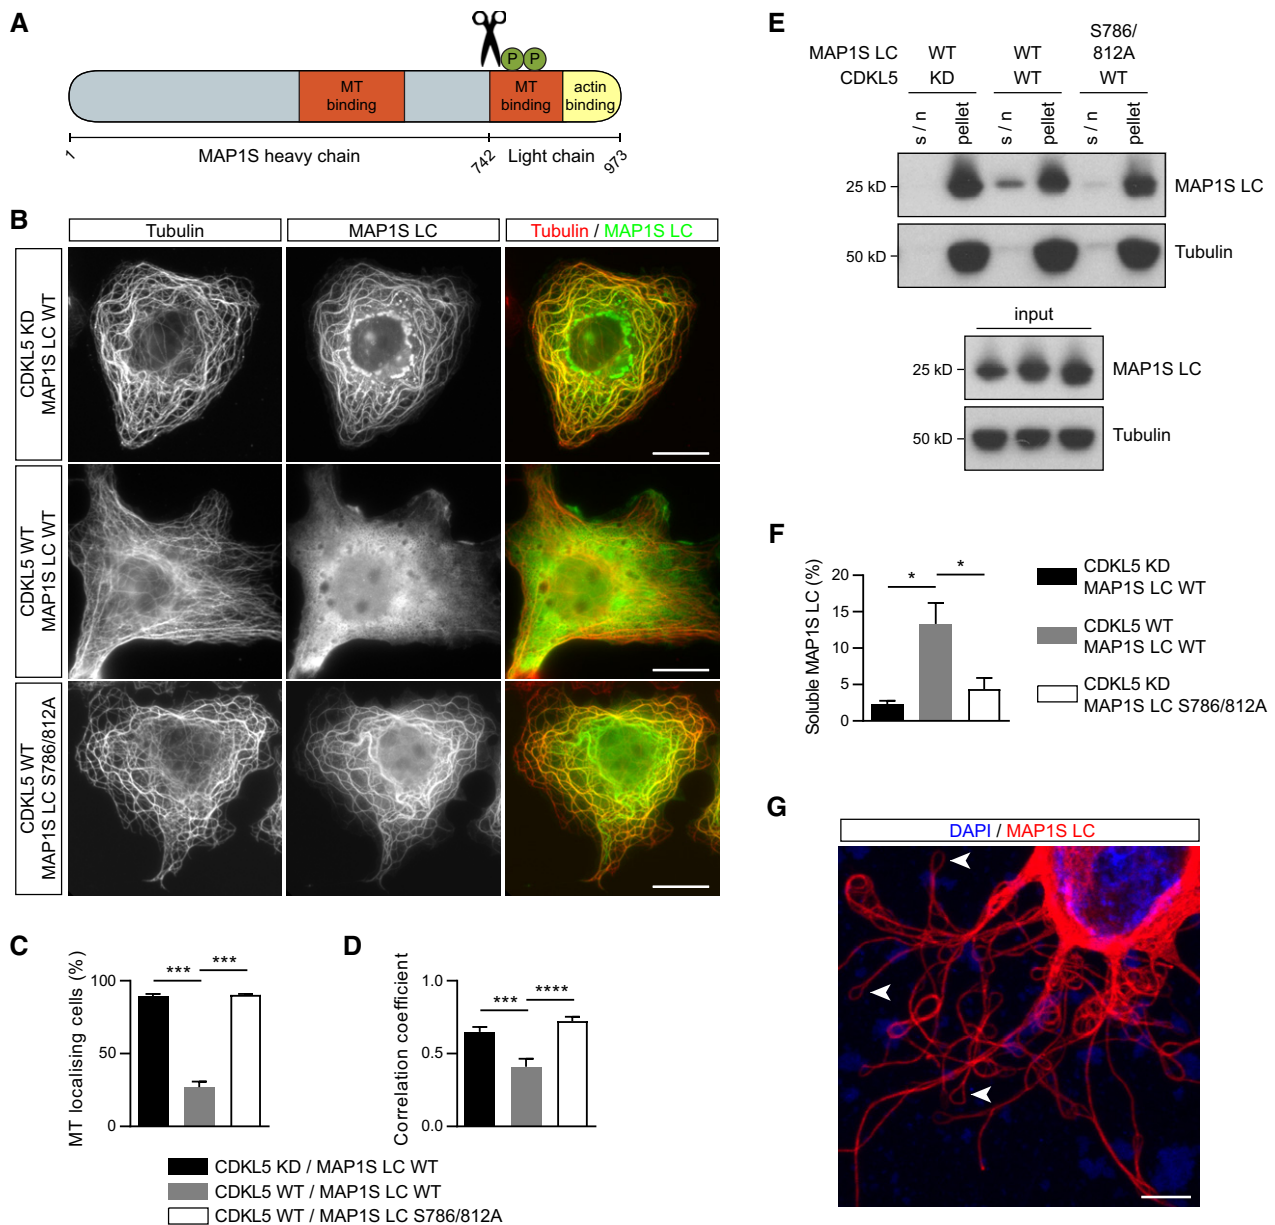 A
P P
MT
binding
MT
binding
actin
binding
1
MAP1S heavy chain
742
Light chain
973
B
Tubulin
MAP1S LC
Tubulin / MAP1S LC
CDKL5 KD
MAP1S LC WT
CDKL5 WT
MAP1S LC WT
CDKL5 WT
MAP1S LC S786/812A
C
MT localising cells (%)
100
50
0
***
***
D
Correlation coefficient
1.0
0.5
0.0
***
****
CDKL5 KD / MAP1S LC WT
CDKL5 WT / MAP1S LC WT
CDKL5 WT / MAP1S LC S786/812A
E
S786/
MAP1S LC WT WT 812A
CDKL5 KD WT WT
s / n pellet s / n pellet s / n pellet
25 kD MAP1S LC
50 kD Tubulin
input
25 kD MAP1S LC
50 kD Tubulin
F
Soluble MAP1S LC (%)
20
15
10
5
0
*
*
CDKL5 KD
MAP1S LC WT
CDKL5 WT
MAP1S LC WT
CDKL5 KD
MAP1S LC S786/812A
G
DAPI / MAP1S LC